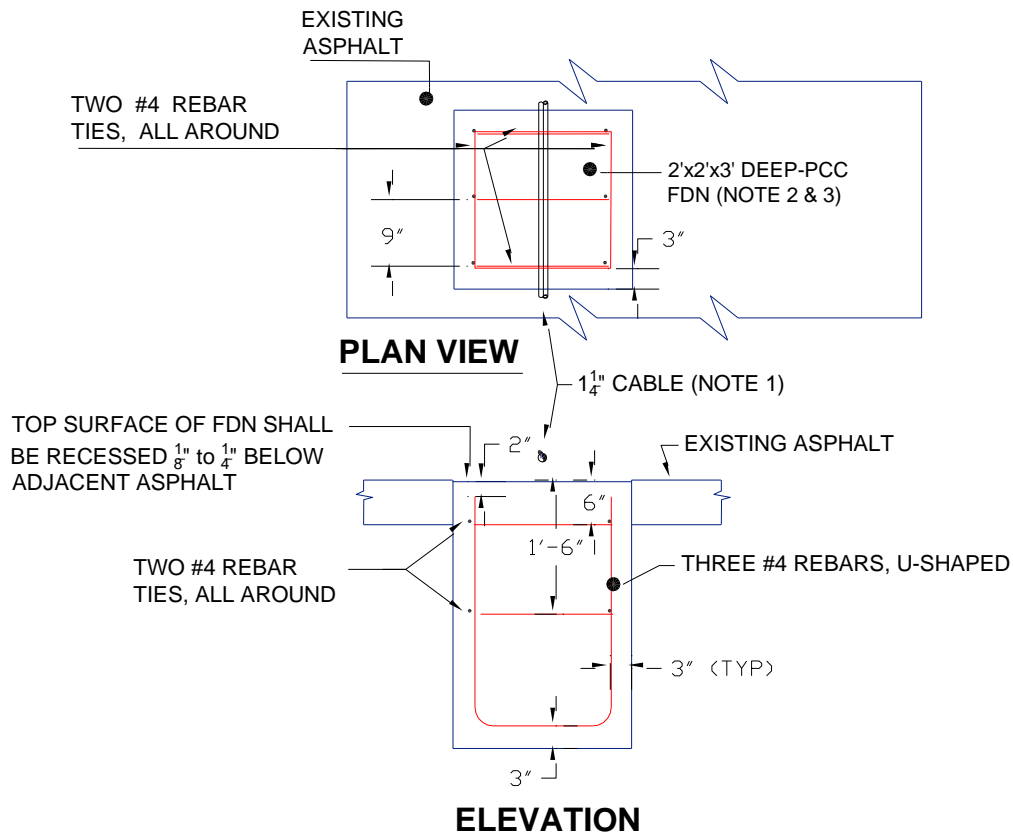 EXISTING
ASPHALT
TWO #4 REBAR
TIES, ALL AROUND
2'x2'x3' DEEP-PCC
FDN (NOTE 2 & 3)
9"
3"
PLAN VIEW
1 1/4" CABLE (NOTE 1)
TOP SURFACE OF FDN SHALL
BE RECESSED 1/8" to 1/4" BELOW
ADJACENT ASPHALT
2"
EXISTING ASPHALT
6"
1'-6"
TWO #4 REBAR
TIES, ALL AROUND
THREE #4 REBARS, U-SHAPED
3" (TYP)
3"
ELEVATION